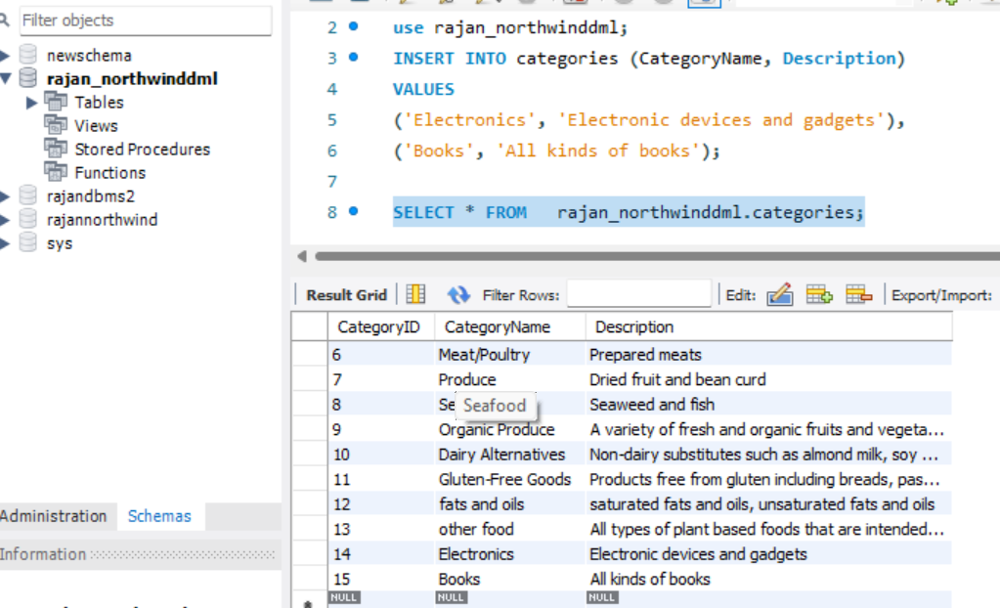 Filter objects
newschema
rajan_northwinddml
Tables
Views
Stored Procedures
Functions
rajandbms2
rajannorthwind
sys
Administration Schemas
Information
2 use rajan_northwinddml;
3 INSERT INTO categories (CategoryName, Description)
4 VALUES
5 ('Electronics', 'Electronic devices and gadgets'),
6 ('Books', 'All kinds of books');
7
8 SELECT * FROM rajan_northwinddml.categories;
Result Grid Filter Rows: Edit: Export/Import:
CategoryID CategoryName Description
6 Meat/Poultry Prepared meats
7 Produce Dried fruit and bean curd
8 Se Seafood Seaweed and fish
9 Organic Produce A variety of fresh and organic fruits and vegeta...
10 Dairy Alternatives Non-dairy substitutes such as almond milk, soy ...
11 Gluten-Free Goods Products free from gluten including breads, pas...
12 fats and oils saturated fats and oils, unsaturated fats and oils
13 other food All types of plant based foods that are intended...
14 Electronics Electronic devices and gadgets
15 Books All kinds of books
NULL NULL NULL